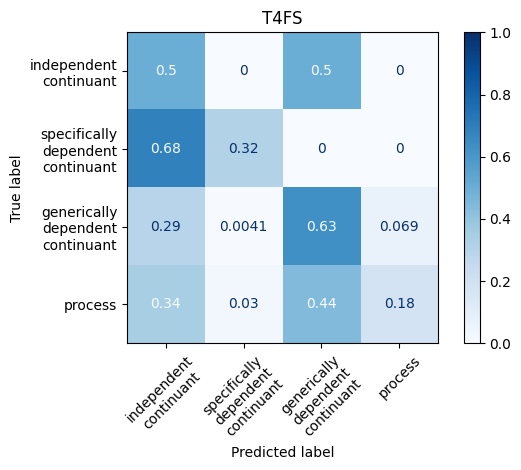 T4FS
True label
independent
continuant
0.5
0
0.5
0
specifically
dependent
continuant
0.68
0.32
0
0
generically
dependent
continuant
0.29
0.0041
0.63
0.069
process
0.34
0.03
0.44
0.18
independent
continuant
specifically
dependent
continuant
generically
dependent
continuant
process
Predicted label
1.0
0.8
0.6
0.4
0.2
0.0